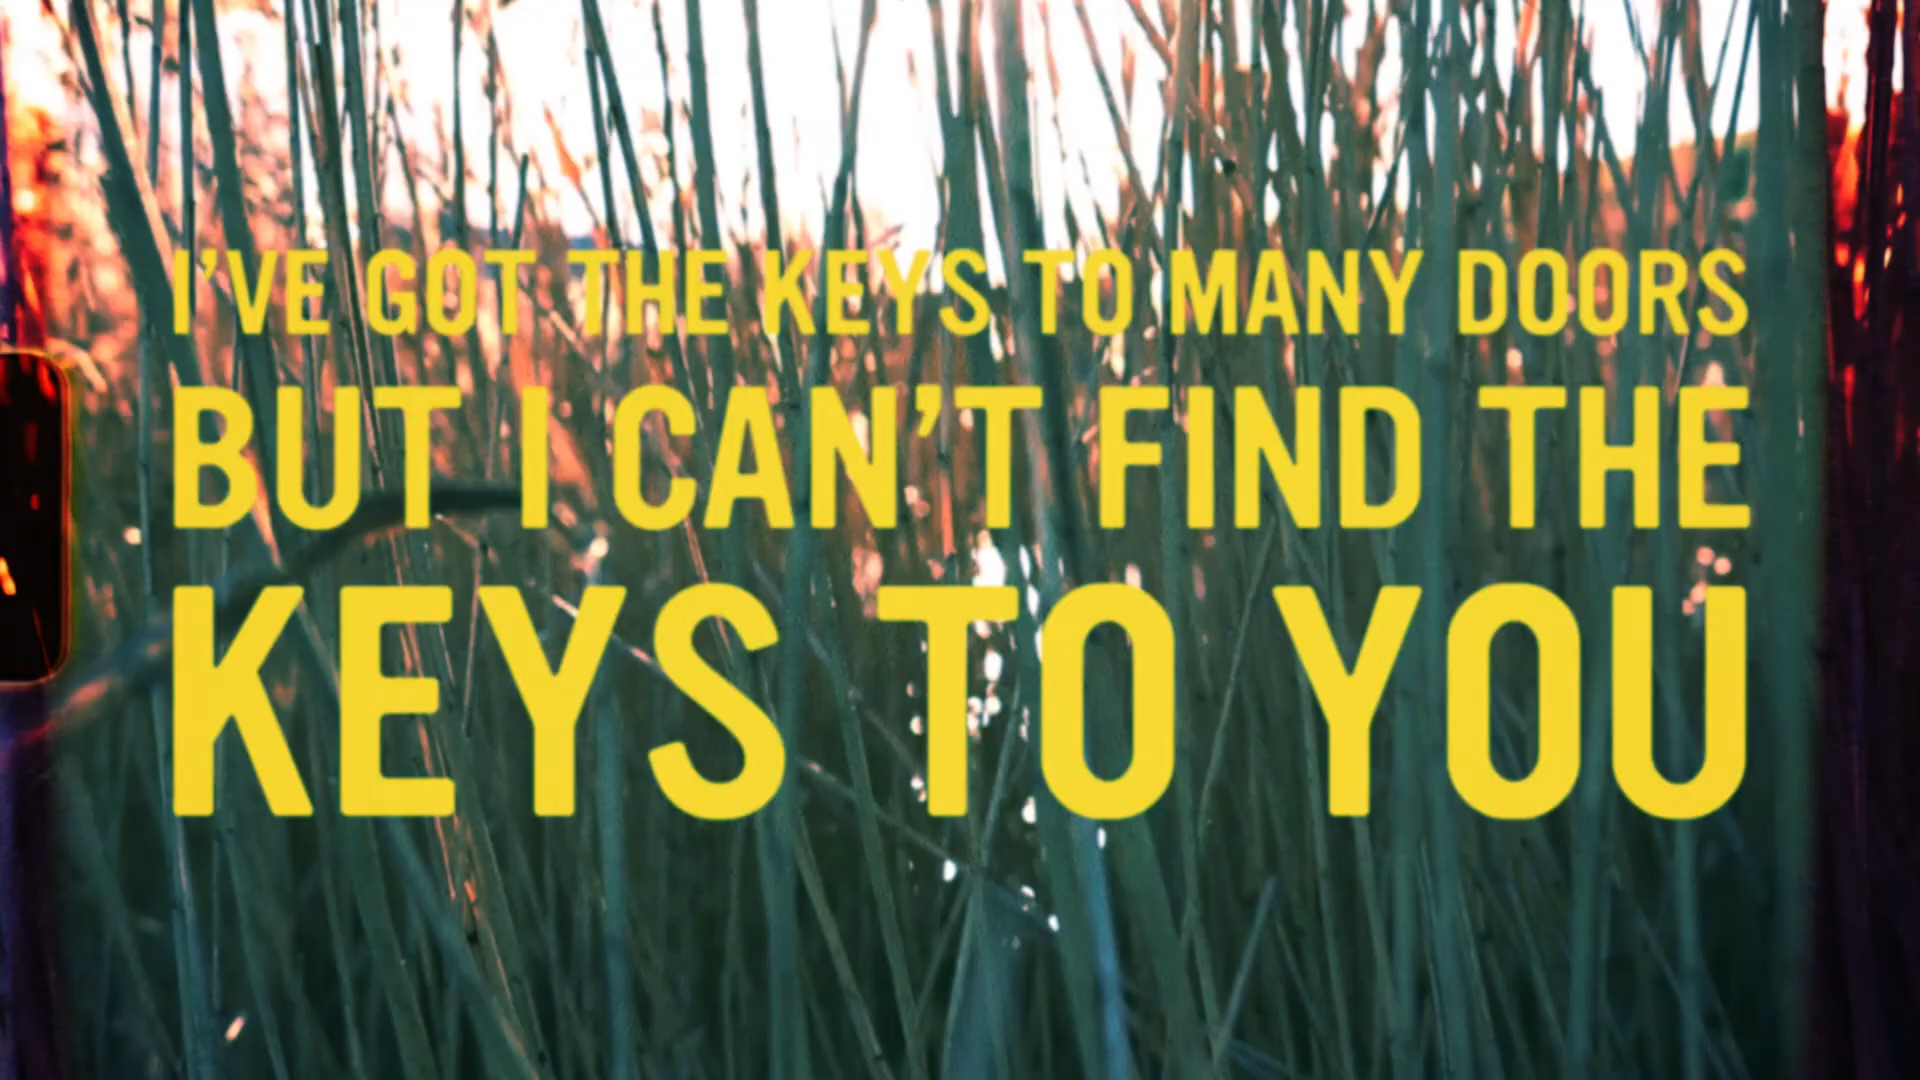 I'VE GOT THE KEYS TO MANY DOORS
BUT I CAN'T FIND THE
KEYS TO YOU